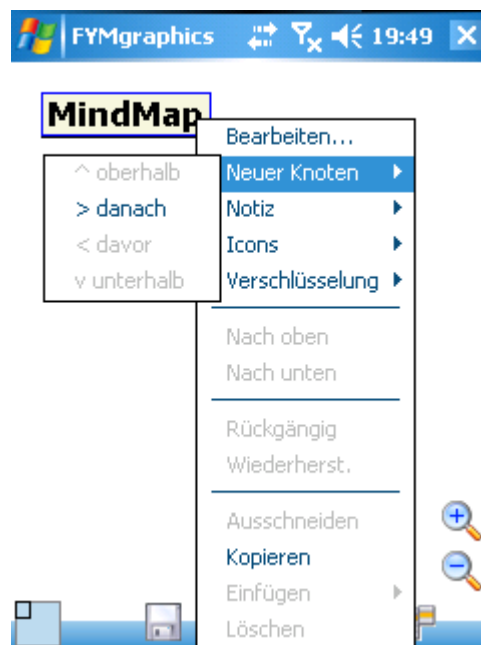 FYMgraphics 19:49
MindMap
Bearbeiten...
Neuer Knoten
Notiz
Icons
Verschlüsselung
Nach oben
Nach unten
Rückgängig
Wiederherst.
Ausschneiden
Kopieren
Einfügen
Löschen
^ oberhalb
> danach
< davor
v unterhalb